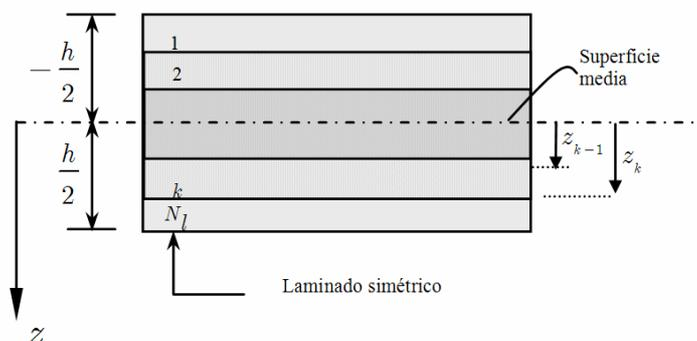 1
2
- h/2
h/2
Superficie
media
z_{k-1}
z_k
k
N_l
Laminado simétrico
z